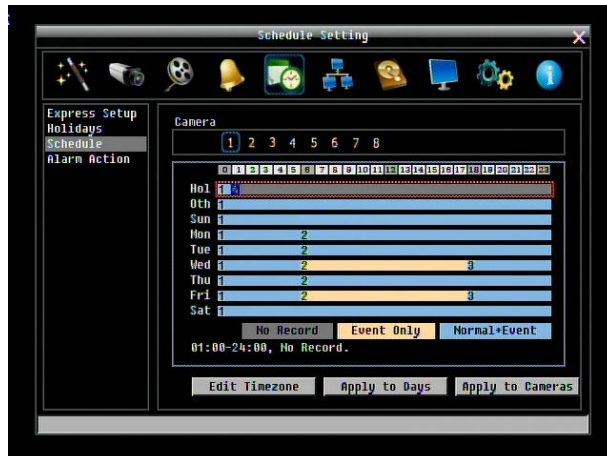 Schedule Setting X
Express Setup
Holidays
Schedule
Alarm Action
Camera
1 2 3 4 5 6 7 8
0 1 2 3 4 5 6 7 8 9 10 11 12 13 14 15 16 17 18 19 20 21 22 23
Hol 1
Oth 1
Sun 1
Mon 1 2
Tue 1 2
Wed 1 2 3
Thu 1 2
Fri 1 2 3
Sat 1
No Record Event Only Normal+Event
01:00-24:00, No Record.
Edit Timezone Apply to Days Apply to Cameras